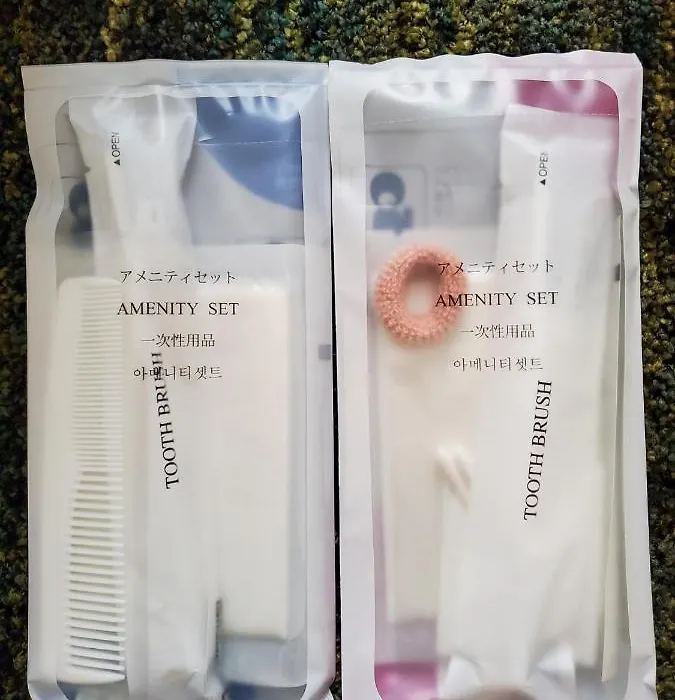 ▲OPEN
アメニティセット
AMENITY SET
一次性用品
아메니티셋트
TOOTH BRUSH
▲OPEN
アメニティセット
AMENITY SET
一次性用品
아메니티셋트
TOOTH BRUSH